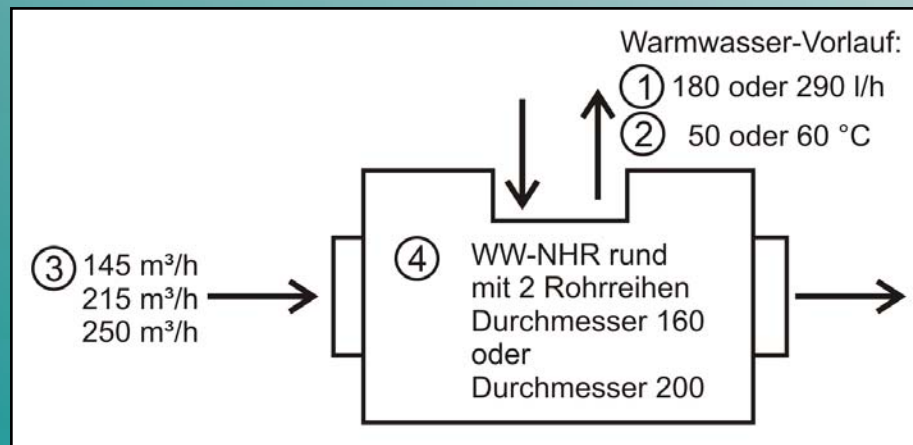 Warmwasser-Vorlauf:
① 180 oder 290 l/h
② 50 oder 60 °C
③ 145 m³/h
215 m³/h
250 m³/h
④ WW-NHR rund
mit 2 Rohrreihen
Durchmesser 160
oder
Durchmesser 200